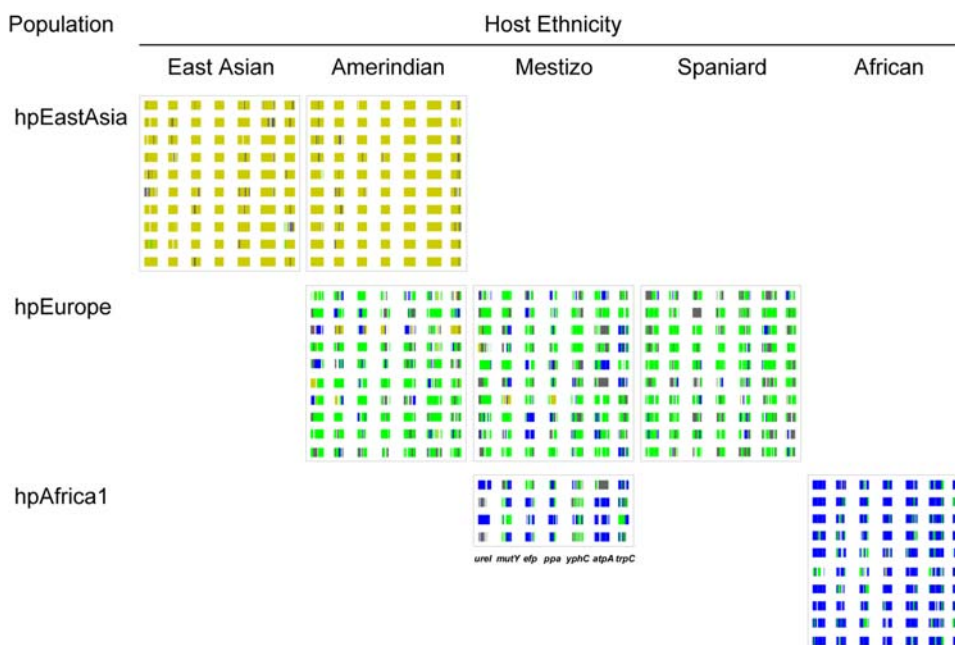 Population Host Ethnicity
East Asian Amerindian Mestizo Spaniard African
hpEastAsia
hpEurope
hpAfrica1
ureI mutY efp ppa yphC atpA trpC